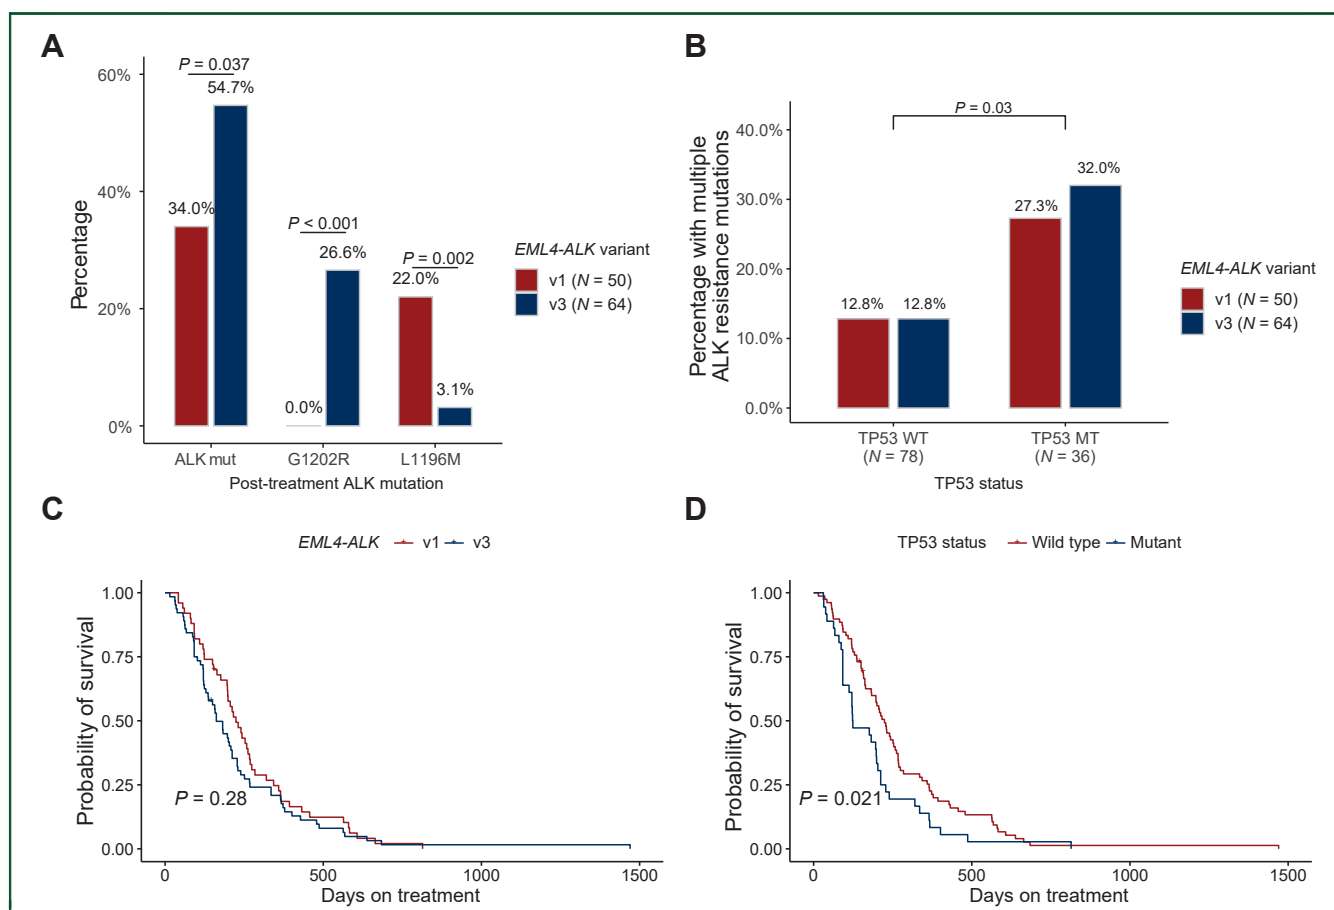 A
P = 0.037
60%
54.7%
40%
34.0%
P < 0.001
26.6%
P = 0.002
22.0%
20%
0.0%
3.1%
0%
Percentage
ALK mut
G1202R
L1196M
Post-treatment ALK mutation
EML4-ALK variant
v1 (N = 50)
v3 (N = 64)
B
P = 0.03
40.0%
32.0%
30.0%
27.3%
20.0%
12.8%
12.8%
10.0%
0.0%
Percentage with multiple
ALK resistance mutations
TP53 WT
(N = 78)
TP53 MT
(N = 36)
TP53 status
EML4-ALK variant
v1 (N = 50)
v3 (N = 64)
C
EML4-ALK v1 v3
1.00
0.75
0.50
0.25
0.00
Probability of survival
P = 0.28
0 500 1000 1500
Days on treatment
D
TP53 status Wild type Mutant
1.00
0.75
0.50
0.25
0.00
Probability of survival
P = 0.021
0 500 1000 1500
Days on treatment